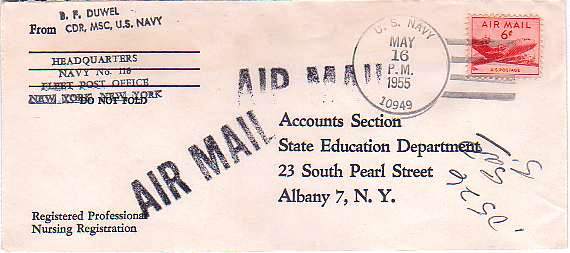 B. F. DUWEL
From CDR, MSC, U.S. NAVY
HEADQUARTERS
NAVY No. 118
FLEET POST OFFICE
NEW YORK, NEW YORK
DO NOT FOLD
U. S. NAVY
MAY
16
P.M.
1955
10949
AIR MAIL
6¢
U.S. POSTAGE
AIR MAIL
AIR MAIL
Accounts Section
State Education Department
23 South Pearl Street
Albany 7, N. Y.
Registered Professional
Nursing Registration